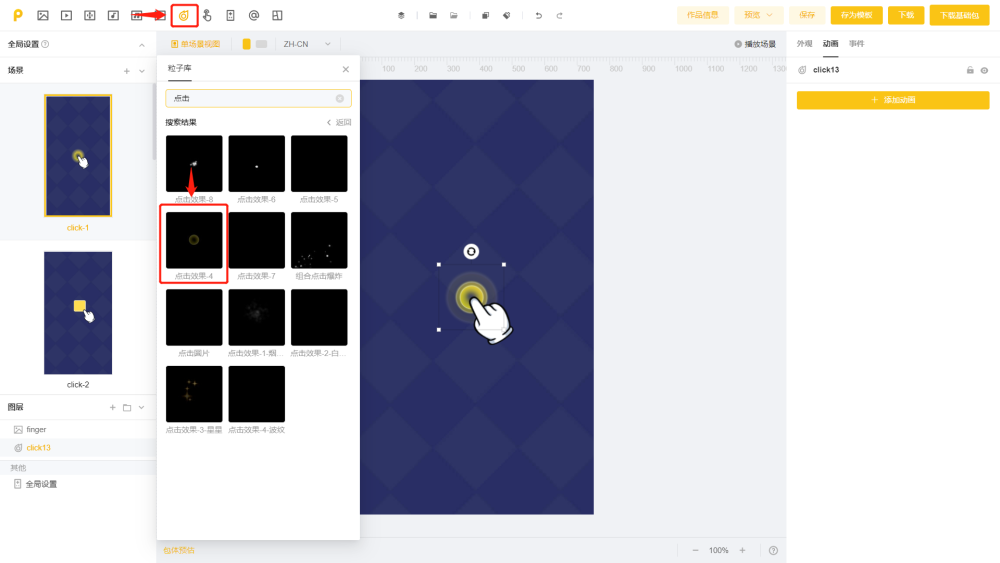 P
@
作品信息
预览
保存
存为模板
下载
下载基础包
全局设置
单场景视图
ZH-CN
播放场景
外观 动画 事件
场景
粒子库
click13
点击
添加动画
搜索结果
返回
100 200 300 400 500 600 700 800 900 1000 1100 1200 1300
点击效果-8 点击效果-6 点击效果-5
点击效果-4 点击效果-7 组合点击爆炸
点击圆片 点击效果-1-烟... 点击效果-2-白...
点击效果-3-星星 点击效果-4-波纹
click-1
click-2
图层
finger
click13
其他
全局设置
包体预估
100%